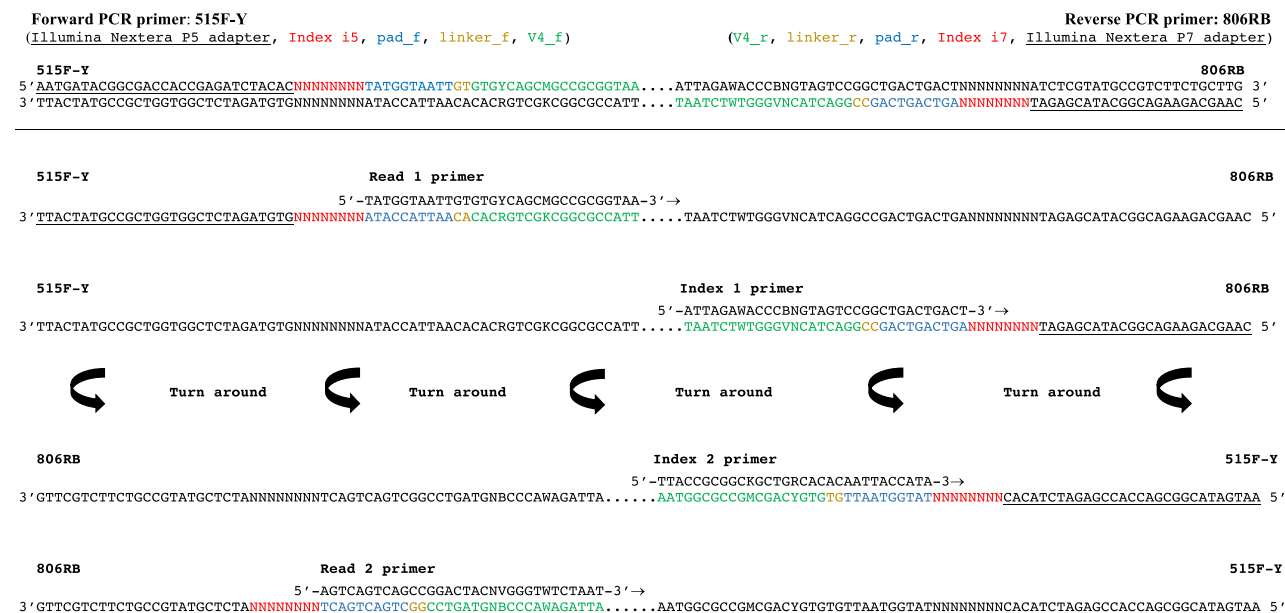 Forward PCR primer: 515F-Y Reverse PCR primer: 806RB
(Illumina Nextera P5 adapter, Index i5, pad_f, linker_f, V4_f) (V4_r, linker_r, pad_r, Index i7, Illumina Nextera P7 adapter)
515F-Y 806RB
5’AATGATACGGCGACCACCGAGATCTACACNNNNNNNNTATGGTAATTGTGTGYCAGCMGCCGCGGTAA....ATTAGAWACCCBNGTAGTCCGGCTGACTGACTNNNNNNNNATCTCGTATGCCGTCTTCTGCTTG 3’
3’TTACTATGCCGCTGGTGGCTCTAGATGTGNNNNNNNNATACCATTAACACACRGTCGKCGGCGCCATT....TAATCTWTGGGVNCATCAGGCCGACTGACTGANNNNNNNNTAGAGCATACGGCAGAAGACGAAC 5’
515F-Y Read 1 primer 806RB
5’-TATGGTAATTGTGTGYCAGCMGCCGCGGTAA-3’→
3’TTACTATGCCGCTGGTGGCTCTAGATGTGNNNNNNNNATACCATTAACACACRGTCGKCGGCGCCATT.....TAATCTWTGGGVNCATCAGGCCGACTGACTGANNNNNNNNTAGAGCATACGGCAGAAGACGAAC 5’
515F-Y Index 1 primer 806RB
5’-ATTAGAWACCCBNGTAGTCCGGCTGACTGACT-3’→
3’TTACTATGCCGCTGGTGGCTCTAGATGTGNNNNNNNNATACCATTAACACACRGTCGKCGGCGCCATT.....TAATCTWTGGGVNCATCAGGCCGACTGACTGANNNNNNNNTAGAGCATACGGCAGAAGACGAAC 5’
Turn around Turn around Turn around Turn around
806RB Index 2 primer 515F-Y
5’-TTACCGCGGCKGCTGRCACACAATTACCATA-3→
3’GTTCGTCTTCTGCCGTATGCTCTANNNNNNNNTCAGTCAGTCGGCCTGATGNBCCCAWAGATTA......AATGGCGCCGMCGACYGTGTGTTAATGGTATNNNNNNNNCACATCTAGAGCCACCAGCGGCATAGTAA 5’
806RB Read 2 primer 515F-Y
5’-AGTCAGTCAGCCGGACTACNVGGGTWTCTAAT-3’→
3’GTTCGTCTTCTGCCGTATGCTCTANNNNNNNNTCAGTCAGTCGGCCTGATGNBCCCAWAGATTA......AATGGCGCCGMCGACYGTGTGTTAATGGTATNNNNNNNNCACATCTAGAGCCACCAGCGGCATAGTAA 5’